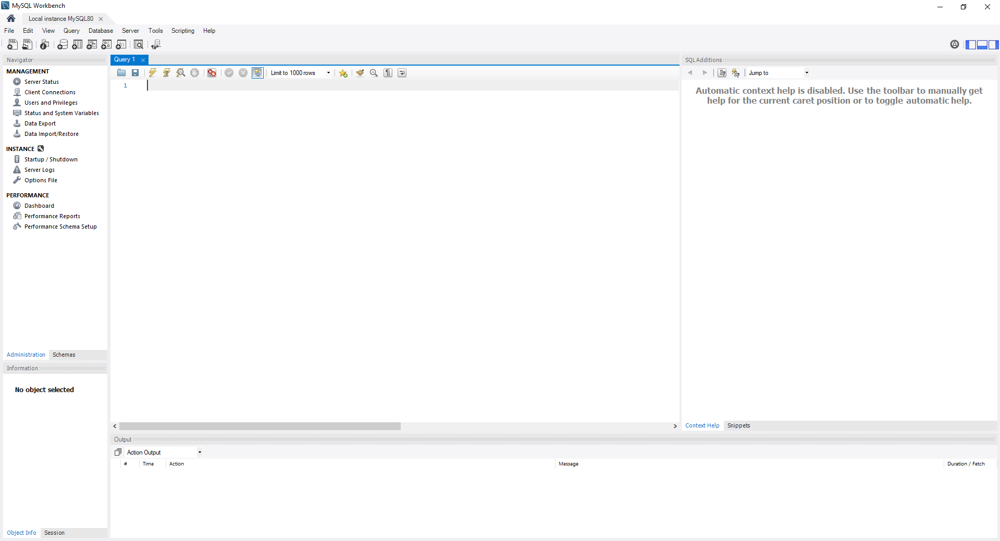 MySQL Workbench
Local instance MySQL80
File Edit View Query Database Server Tools Scripting Help
Navigator
MANAGEMENT
Server Status
Client Connections
Users and Privileges
Status and System Variables
Data Export
Data Import/Restore
INSTANCE
Startup / Shutdown
Server Logs
Options File
PERFORMANCE
Dashboard
Performance Reports
Performance Schema Setup
Administration Schemas
Information
No object selected
Object Info Session
Query 1
Limit to 1000 rows
1
SQLAdditions
Jump to
Automatic context help is disabled. Use the toolbar to manually get
help for the current caret position or to toggle automatic help.
Context Help Snippets
Output
Action Output
# Time Action Message Duration / Fetch